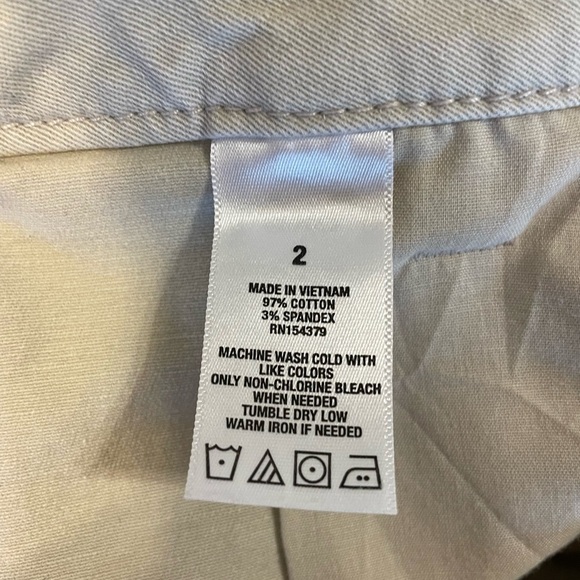 2
MADE IN VIETNAM
97% COTTON
3% SPANDEX
RN154379
MACHINE WASH COLD WITH
LIKE COLORS
ONLY NON-CHLORINE BLEACH
WHEN NEEDED
TUMBLE DRY LOW
WARM IRON IF NEEDED